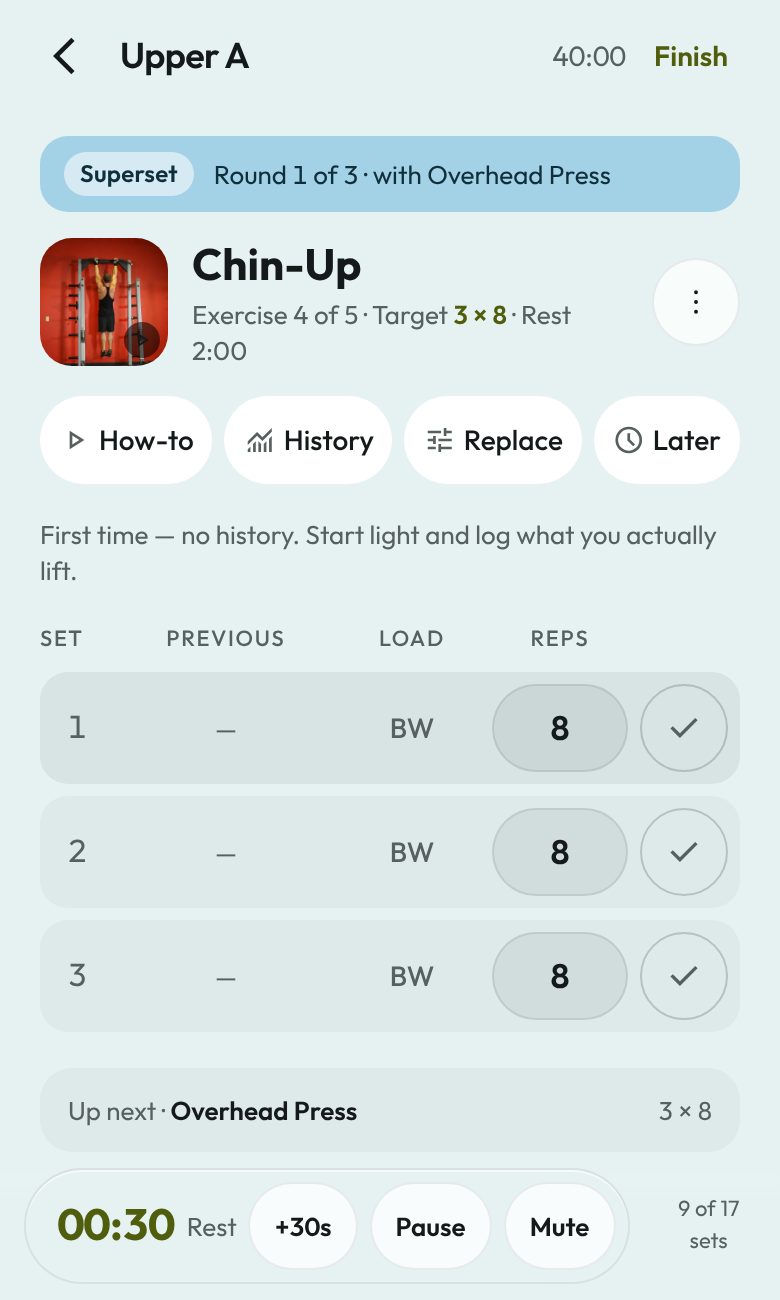 Upper A
40:00
Finish
Superset
Round 1 of 3 · with Overhead Press
Chin-Up
Exercise 4 of 5 · Target 3 × 8 · Rest
2:00
How-to
History
Replace
Later
First time — no history. Start light and log what you actually
lift.
SET PREVIOUS LOAD REPS
1 — BW 8
2 — BW 8
3 — BW 8
Up next · Overhead Press 3 × 8
00:30 Rest +30s Pause Mute
9 of 17
sets